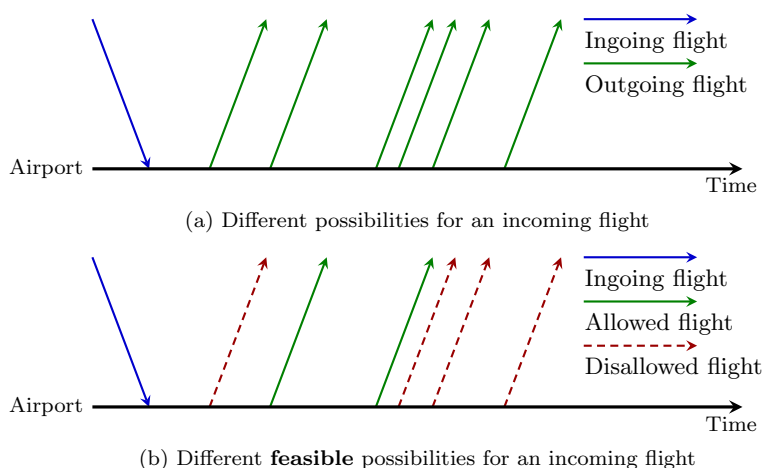 Ingoing flight
Outgoing flight
Airport
Time
(a) Different possibilities for an incoming flight
Ingoing flight
Allowed flight
Disallowed flight
Airport
Time
(b) Different feasible possibilities for an incoming flight